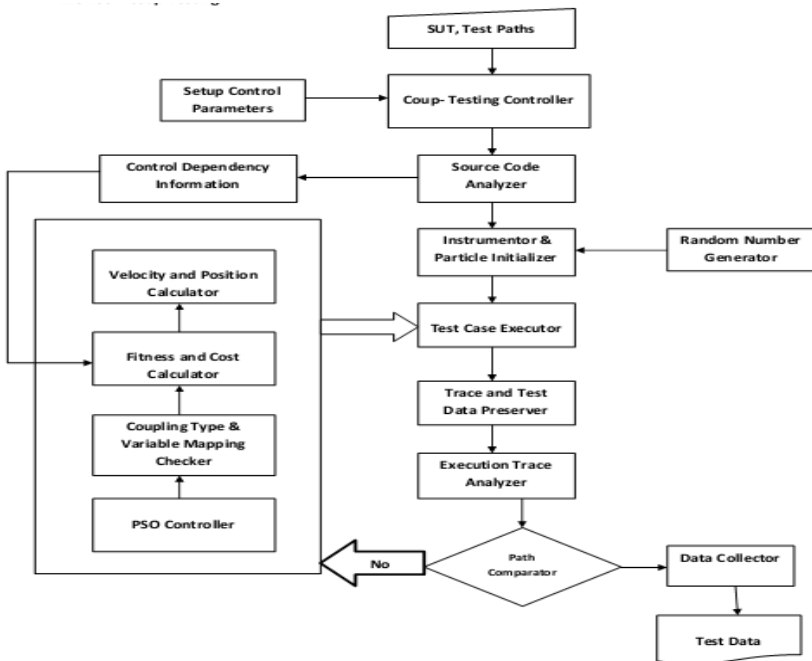 SUT, Test Paths
Setup Control
Parameters
Coup- Testing Controller
Control Dependency
Information
Source Code
Analyzer
Instrumentor &
Particle Initializer
Random Number
Generator
Velocity and Position
Calculator
Test Case Executor
Fitness and Cost
Calculator
Trace and Test
Data Preserver
Coupling Type &
Variable Mapping
Checker
Execution Trace
Analyzer
PSO Controller
No
Path
Comparator
Data Collector
Test Data